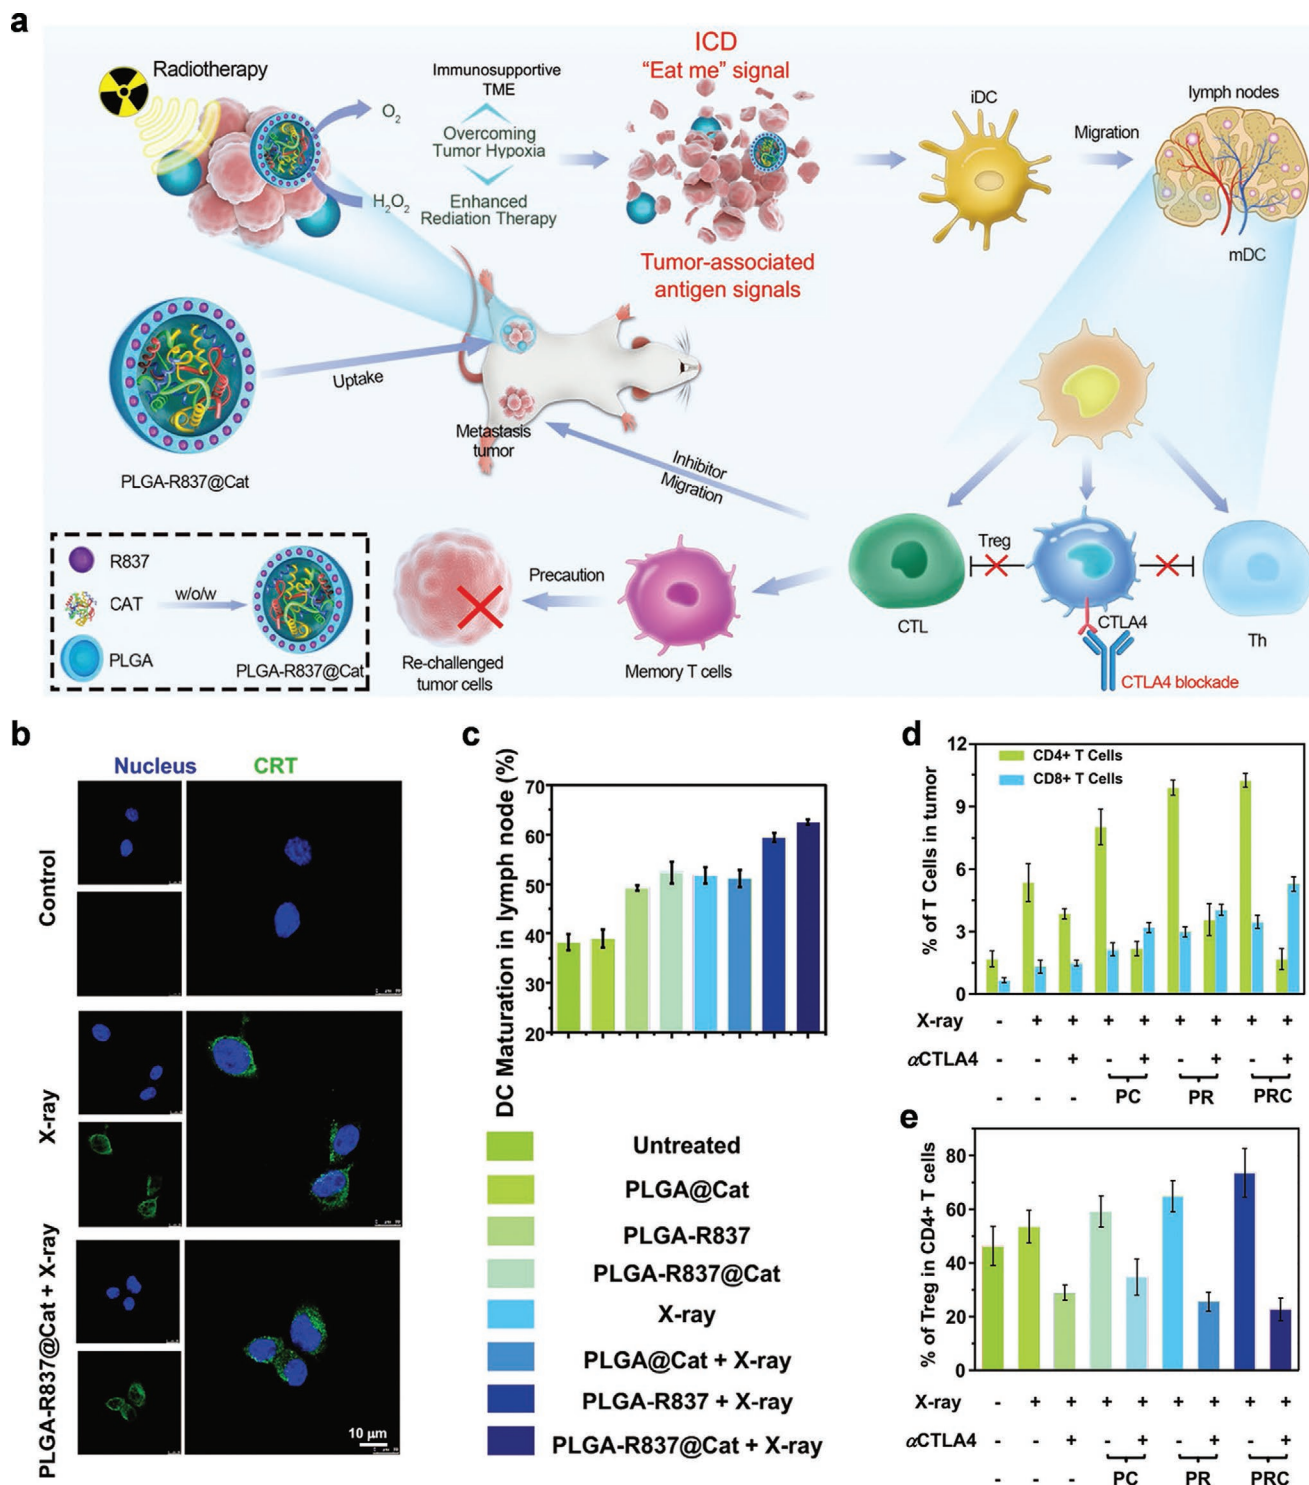 a
Radiotherapy
O2
H2O2
Immunosupportive
TME
Overcoming
Tumor Hypoxia
Enhanced
Rediation Therapy
ICD
"Eat me" signal
Tumor-associated
antigen signals
iDC
Migration
lymph nodes
mDC
Uptake
PLGA-R837@Cat
Metastasis
tumor
Inhibitor
Migration
R837
CAT
PLGA
w/o/w
PLGA-R837@Cat
Re-challenged
tumor cells
Precaution
Memory T cells
CTL
Treg
CTLA4
Th
CTLA4 blockade
b
Nucleus
CRT
Control
X-ray
PLGA-R837@Cat + X-ray
10 µm
c
DC Maturation in lymph node (%)
70
60
50
40
30
20
Untreated
PLGA@Cat
PLGA-R837
PLGA-R837@Cat
X-ray
PLGA@Cat + X-ray
PLGA-R837 + X-ray
PLGA-R837@Cat + X-ray
d
% of T Cells in tumor
12
9
6
3
0
CD4+ T Cells
CD8+ T Cells
X-ray - + + + + + + + +
αCTLA4 - - + - + - + - +
- - - PC PR PRC
e
% of Treg in CD4+ T cells
80
60
40
20
0
X-ray - + + + + + + + +
αCTLA4 - - + - + - + - +
- - - PC PR PRC